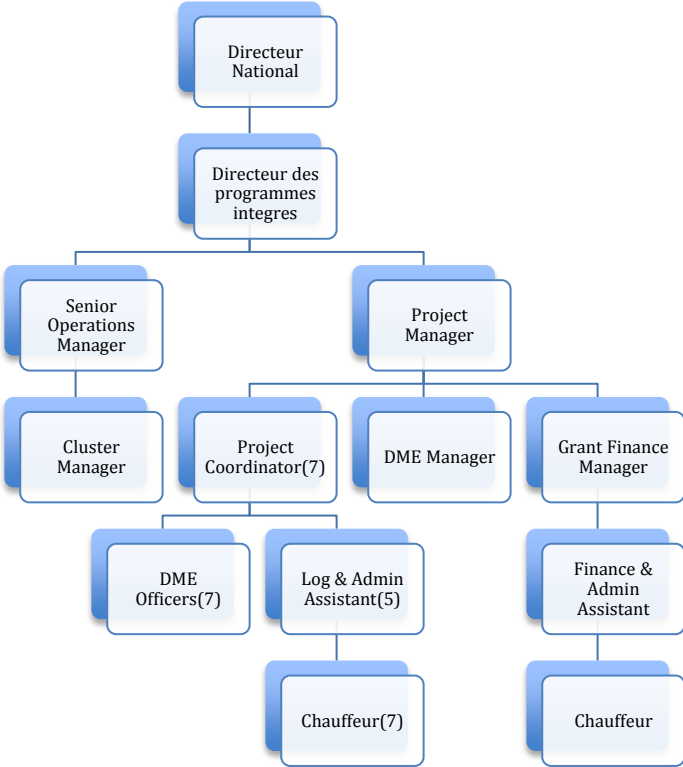 Directeur
National
Directeur des
programmes
integres
Senior
Operations
Manager
Project
Manager
Cluster
Manager
Project
Coordinator(7)
DME Manager
Grant Finance
Manager
DME
Officers(7)
Log & Admin
Assistant(5)
Finance &
Admin
Assistant
Chauffeur(7)
Chauffeur